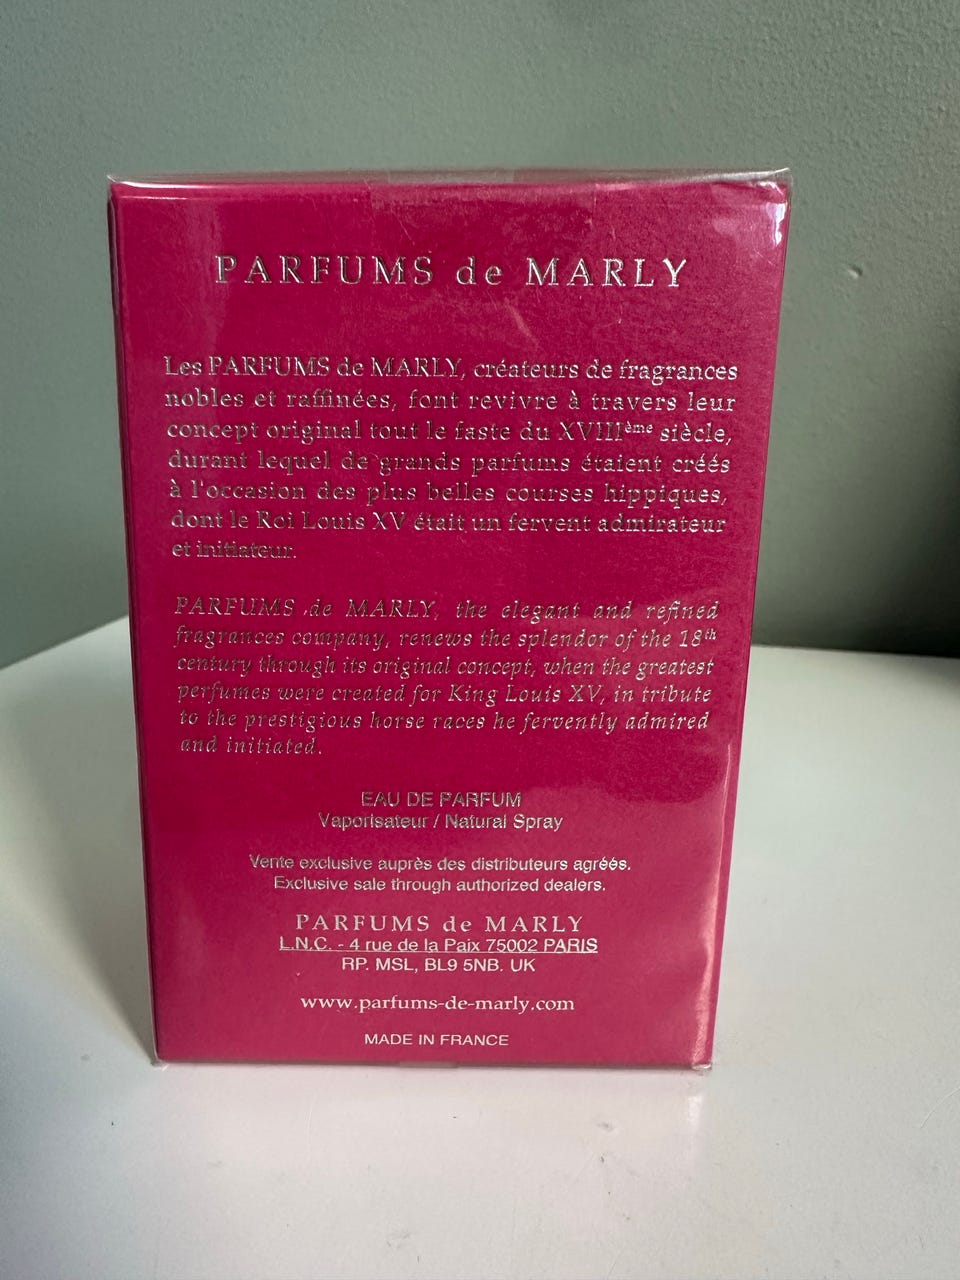 PARFUMS de MARLY
Les PARFUMS de MARLY, créateurs de fragrances
nobles et raffinées, font revivre à travers leur
concept original tout le faste du XVIIIème siècle,
durant lequel de grands parfums étaient créés
à l'occasion des plus belles courses hippiques,
dont le Roi Louis XV était un fervent admirateur
et initiateur.
PARFUMS de MARLY, the elegant and refined
fragrances company, renews the splendor of the 18th
century through its original concept, when the greatest
perfumes were created for King Louis XV, in tribute
to the prestigious horse races he fervently admired
and initiated.
EAU DE PARFUM
Vaporisateur / Natural Spray
Vente exclusive auprès des distributeurs agréés.
Exclusive sale through authorized dealers.
PARFUMS de MARLY
L.N.C. - 4 rue de la Paix 75002 PARIS
RP. MSL, BL9 5NB. UK
www.parfums-de-marly.com
MADE IN FRANCE